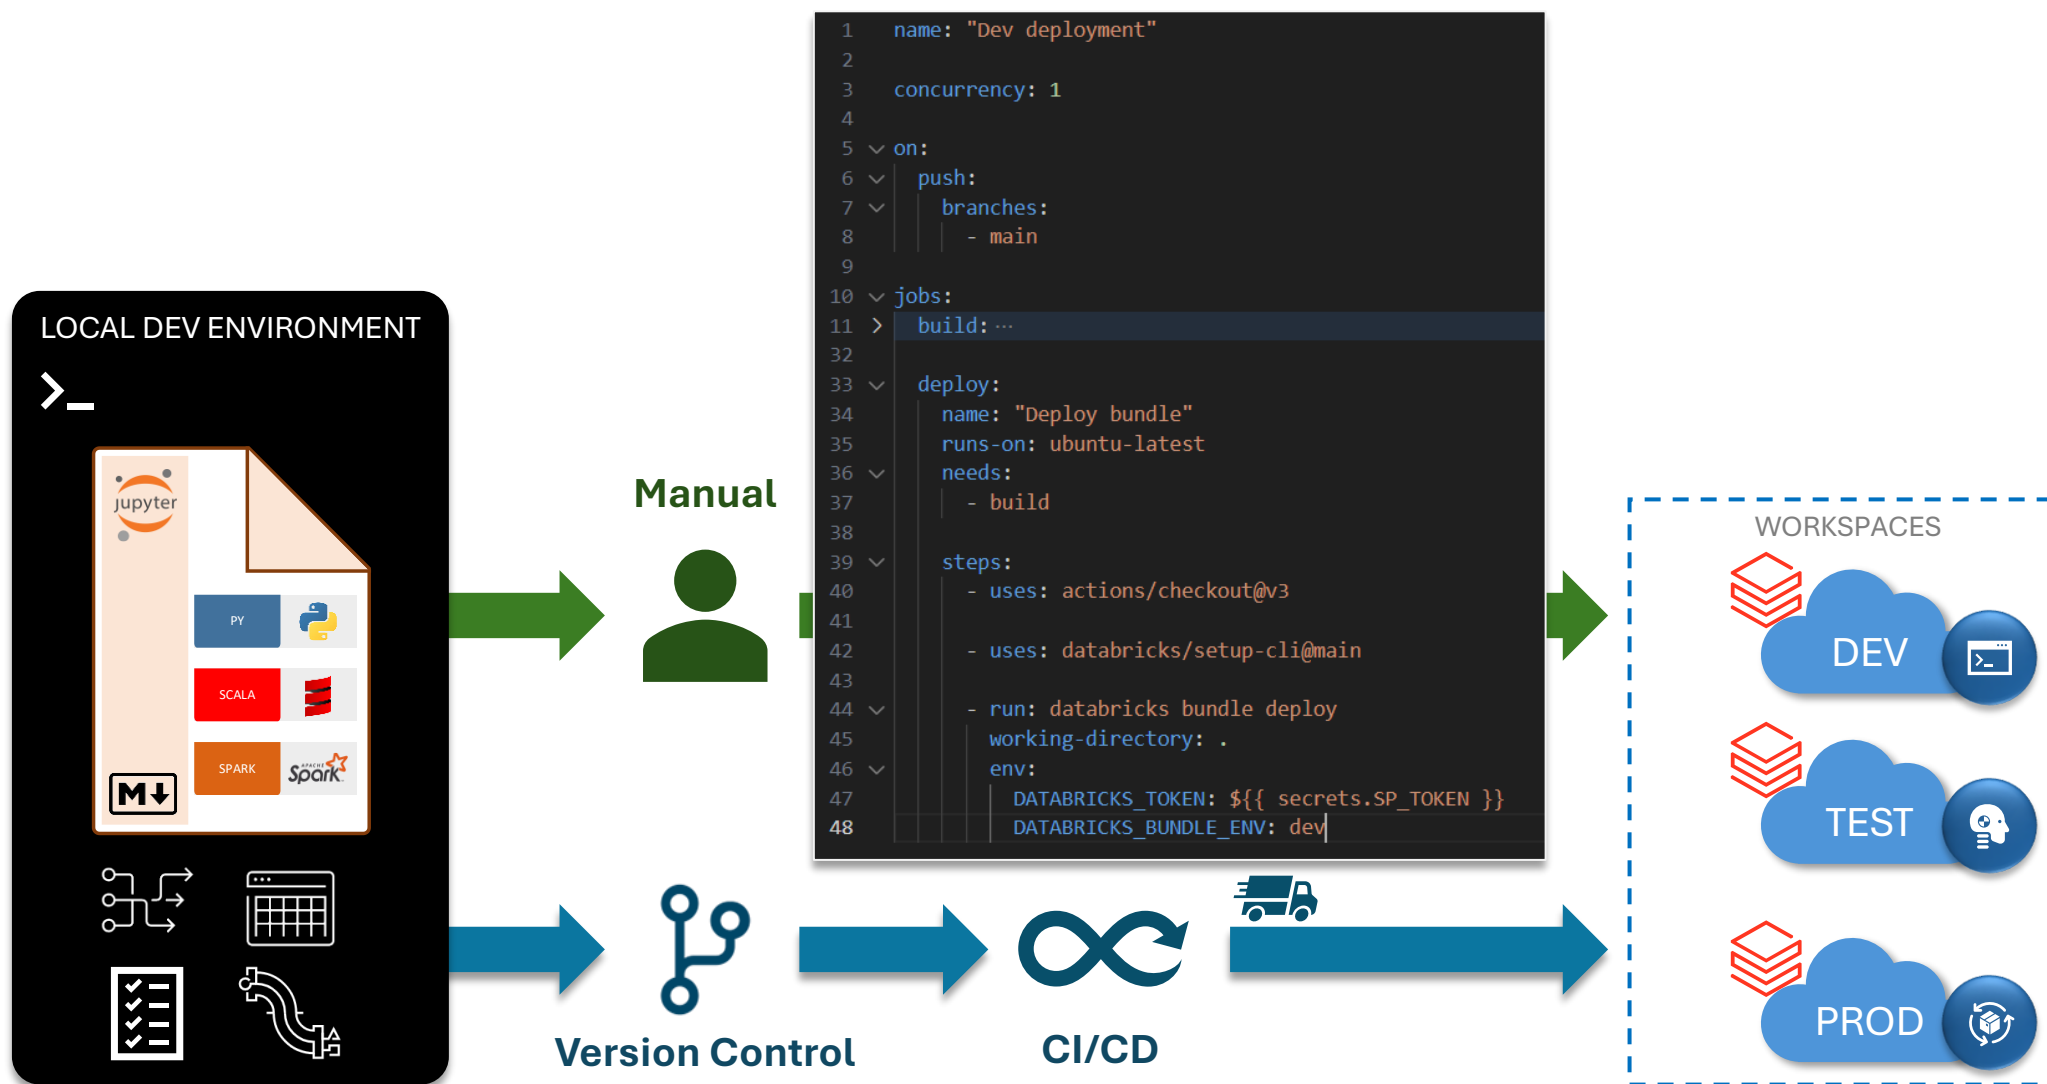 1 name: "Dev deployment"
2
3 concurrency: 1
4
5 on:
6 push:
7 branches:
8 - main
9
10 jobs:
11 build: ...
32
33 deploy:
34 name: "Deploy bundle"
35 runs-on: ubuntu-latest
36 needs:
37 - build
38
39 steps:
40 - uses: actions/checkout@v3
41
42 - uses: databricks/setup-cli@main
43
44 - run: databricks bundle deploy
45 working-directory: .
46 env:
47 DATABRICKS_TOKEN: ${{ secrets.SP_TOKEN }}
48 DATABRICKS_BUNDLE_ENV: dev
LOCAL DEV ENVIRONMENT
>_
jupyter
PY
SCALA
SPARK
APACHE
Spark
M
Manual
Version Control
CI/CD
WORKSPACES
DEV
>_
TEST
PROD